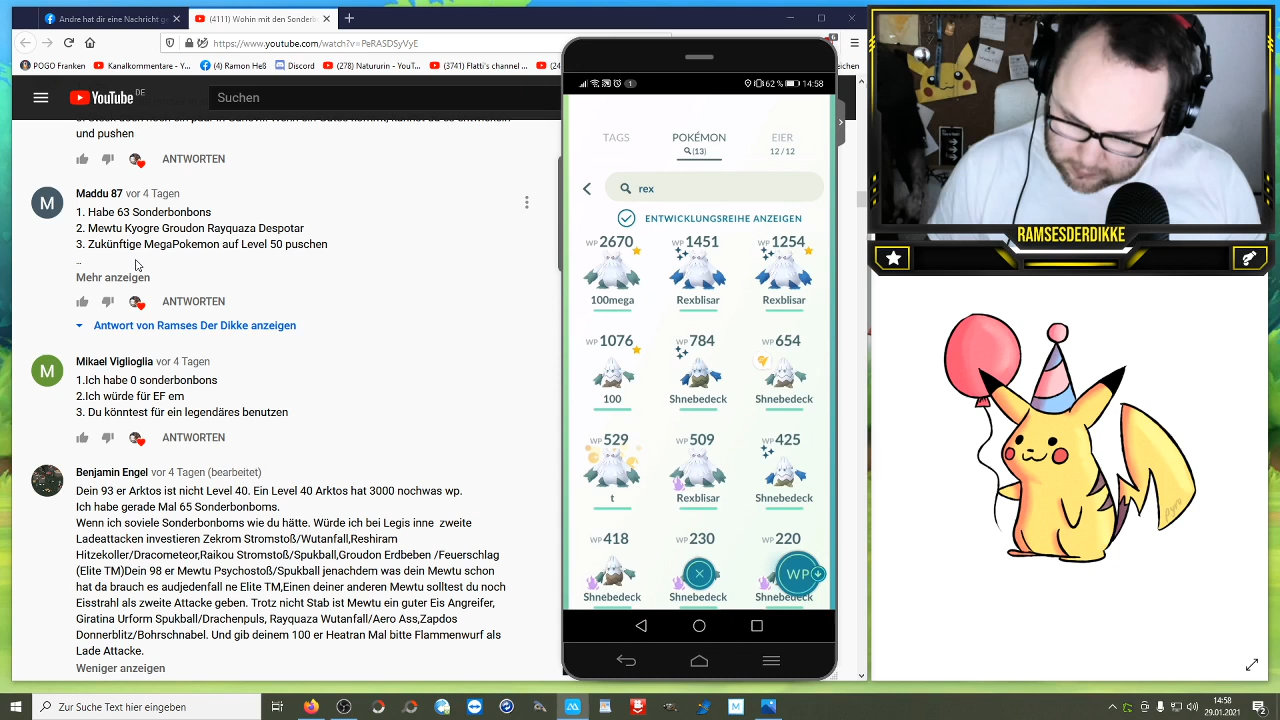 Andre hat dir eine Nachricht ge
(4111) Wohin mit den Sonderb
https://www.youtube.com/watch?v=PeRASDSyVyE
POGO Franken
Kanalkommentare - Y...
(4) Ramon Heß
Discord
(278) Natururin - YouT...
(3741) Flatti's channel ...
(24
eichen
YouTube DE
Suchen
und pushen
ANTWORTEN
M
Maddu 87 vor 4 Tagen
1. Habe 63 Sonderbonbons
2. Mewtu Kyogre Groudon Rayquaza Despotar
3. Zukünftige MegaPokemon auf Level 50 puschen
..
Mehr anzeigen
ANTWORTEN
Antwort von Ramses Der Dikke anzeigen
M
Mikael Viglioglia vor 4 Tagen
1.Ich habe 0 sonderbonbons
2.Ich würde für EF em
3. Du könntest für ein legendäres benutzen
ANTWORTEN
Benjamin Engel vor 4 Tagen (bearbeitet)
Dein 93 er Arktos ist nicht Level 40. Ein Level 40 Arktos hat 3000 nochwas wp.
Ich habe gerade Mal 65 Sonderbonboms.
Wenn ich soviele Sonderbonboms wie du hätte. Würde ich bei Legis inne  zweite
Ladeattacken investieren Zekrom Stromstoß/Wutanfall,Reshiram
Hitzekoller/Dracometeor,Raikou Stromstoß/Spukball,Groudon Erdbeben /Feuerschlag
(Elite TM)Dein 98 er Mewtu Psychostoß/Spukball jenachdem was dein Mewtu schon
hat da brauch es audjedenfall ne Elite TM,Einen deiner anderen Mewtu solltest du noch
Eisstrahl als zweite Attacke geben. Trotz nicht Stab ist Mewtu ein guter Eis Angreifer,
Giratina Urform Spukball/Drachenpuls, Rayquaza Wutanfall/Aero Ass,Zapdos
Donnerblitz/Bohrschnabel. Und gib deinem 100 er Heatran Mal bitte Flammenwurf als
Lade Attacke.
Weniger anzeigen
1
62 %
14:58
TAGS
POKÉMON
EIER
(13)
12 / 12
rex
ENTWICKLUNGSREIHE ANZEIGEN
WP 2670
WP 1451
WP 1254
100mega
Rexblisar
Rexblisar
WP 1076
WP 784
WP 654
100
Shnebedeck
Shnebedeck
WP 529
WP 509
WP 425
t
Rexblisar
Shnebedeck
WP 418
WP 230
WP 220
WP
Shnebedeck
Shnebedeck
Shnebedeck
RAMSESDERDIKKE
pyro
Zur Suche Text hier eingeben
14:58
29.01.2021
2